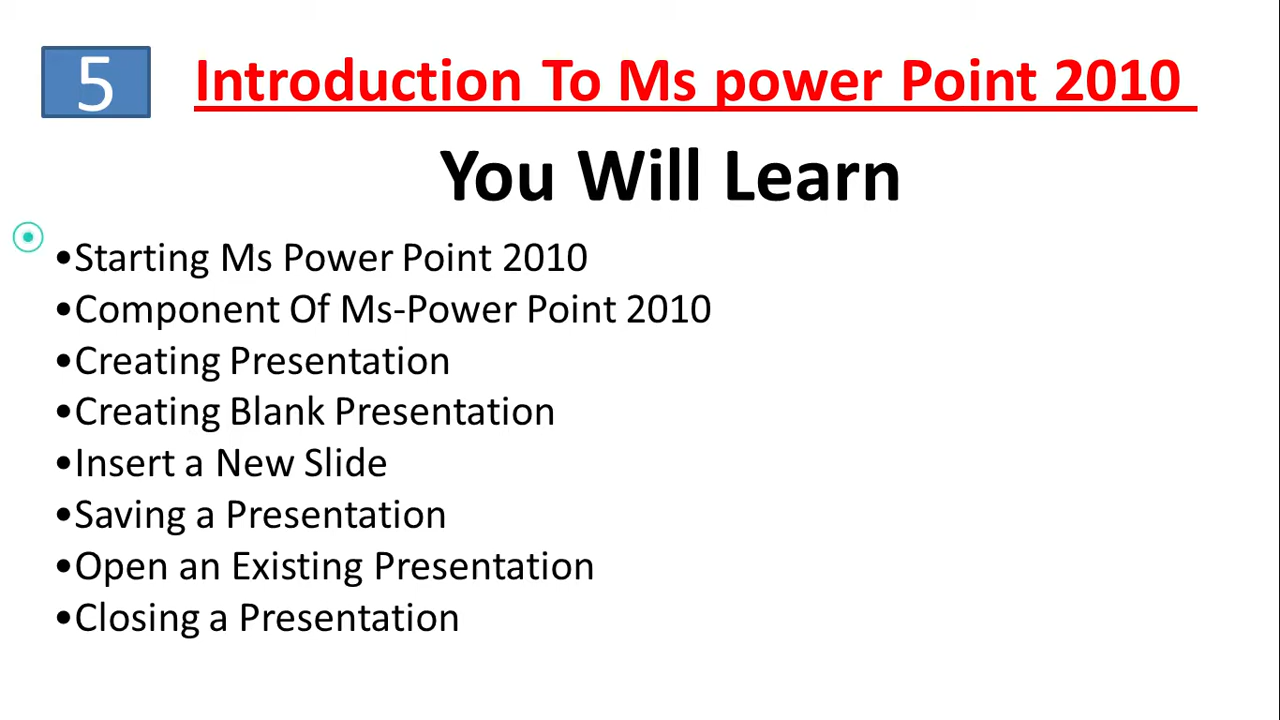 5
Introduction To Ms power Point 2010
You Will Learn
•Starting Ms Power Point 2010
•Component Of Ms-Power Point 2010
•Creating Presentation
•Creating Blank Presentation
•Insert a New Slide
•Saving a Presentation
•Open an Existing Presentation
•Closing a Presentation